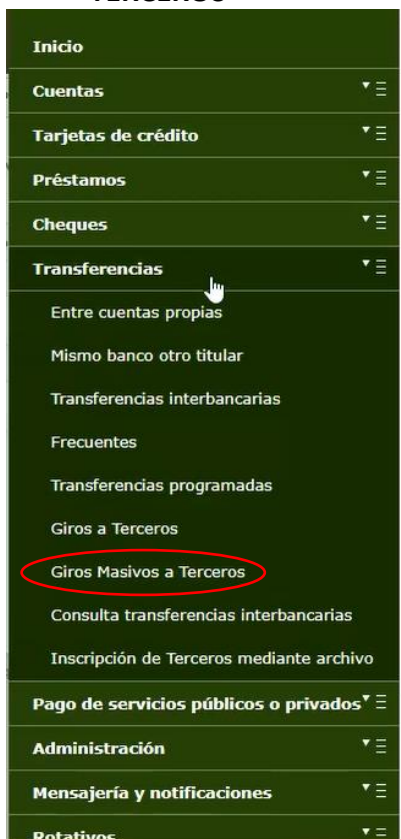 TERCEROS
Inicio
Cuentas
Tarjetas de crédito
Préstamos
Cheques
Transferencias
Entre cuentas propias
Mismo banco otro titular
Transferencias interbancarias
Frecuentes
Transferencias programadas
Giros a Terceros
Giros Masivos a Terceros
Consulta transferencias interbancarias
Inscripción de Terceros mediante archivo
Pago de servicios públicos o privados
Administración
Mensajería y notificaciones
Rotativos